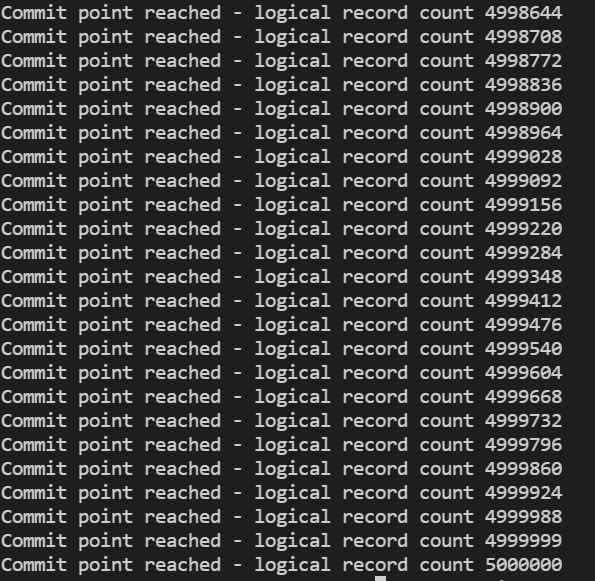 Commit point reached - logical record count 4998644
Commit point reached - logical record count 4998708
Commit point reached - logical record count 4998772
Commit point reached - logical record count 4998836
Commit point reached - logical record count 4998900
Commit point reached - logical record count 4998964
Commit point reached - logical record count 4999028
Commit point reached - logical record count 4999092
Commit point reached - logical record count 4999156
Commit point reached - logical record count 4999220
Commit point reached - logical record count 4999284
Commit point reached - logical record count 4999348
Commit point reached - logical record count 4999412
Commit point reached - logical record count 4999476
Commit point reached - logical record count 4999540
Commit point reached - logical record count 4999604
Commit point reached - logical record count 4999668
Commit point reached - logical record count 4999732
Commit point reached - logical record count 4999796
Commit point reached - logical record count 4999860
Commit point reached - logical record count 4999924
Commit point reached - logical record count 4999988
Commit point reached - logical record count 4999999
Commit point reached - logical record count 5000000